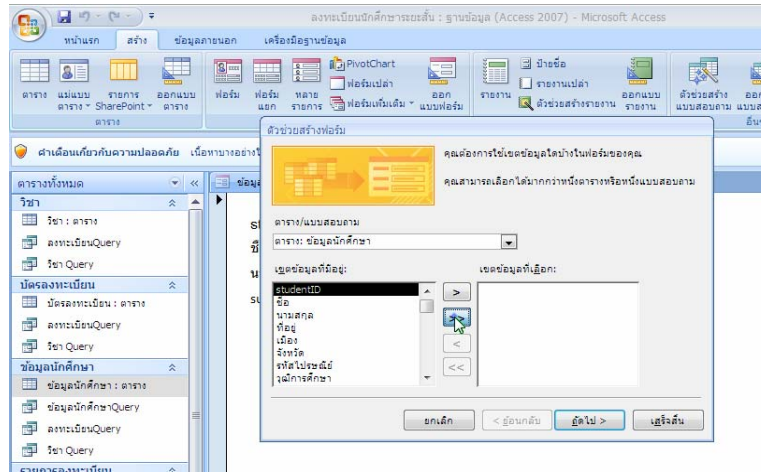 ลงทะเบียนนักศึกษาระยะสั้น : ฐานข้อมูล (Access 2007) - Microsoft Access
หน้าแรก สร้าง ข้อมูลภายนอก เครื่องมือฐานข้อมูล
ตาราง แม่แบบตาราง รายการ SharePoint ออกแบบตาราง
ฟอร์ม ฟอร์มแยก หลายรายการ
PivotChart
ฟอร์มเปล่า
ฟอร์มเพิ่มเติม
ออกแบบฟอร์ม
รายงาน
ป้ายชื่อ
รายงานเปล่า
ตัวช่วยสร้างรายงาน
ออกแบบรายงาน
ตัวช่วยสร้างแบบสอบถาม
ตาราง
คำเตือนเกี่ยวกับความปลอดภัย เนื้อหาบางอย่างใ
ตารางทั้งหมด
วิชา
วิชา : ตาราง
ลงทะเบียนQuery
วิชา Query
บัตรลงทะเบียน
บัตรลงทะเบียน : ตาราง
ลงทะเบียนQuery
วิชา Query
ข้อมูลนักศึกษา
ข้อมูลนักศึกษา : ตาราง
ข้อมูลนักศึกษาQuery
ลงทะเบียนQuery
วิชา Query
รายการลงทะเบียน
ตัวช่วยสร้างฟอร์ม
คุณต้องการใช้เขตข้อมูลใดบ้างในฟอร์มของคุณ
คุณสามารถเลือกได้มากกว่าหนึ่งตารางหรือหนึ่งแบบสอบถาม
ตาราง/แบบสอบถาม
ตาราง: ข้อมูลนักศึกษา
เขตข้อมูลที่มีอยู่: เขตข้อมูลที่เลือก:
studentID
ชื่อ
นามสกุล
ที่อยู่
เมือง
จังหวัด
รหัสไปรษณีย์
วุฒิการศึกษา
>
>>
<
<<
ยกเลิก < ย้อนกลับ ถัดไป > เสร็จสิ้น